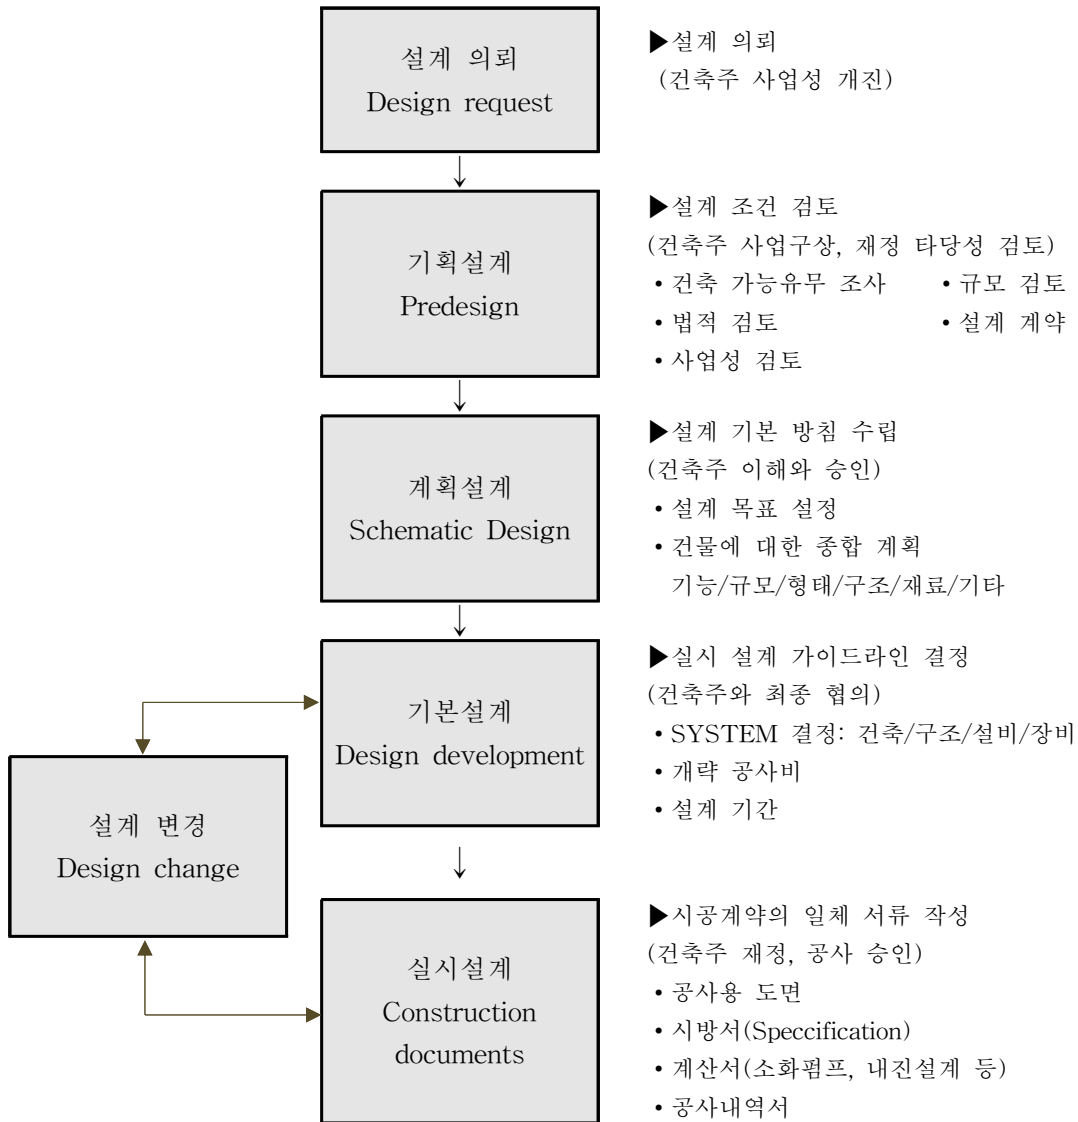 설계 의뢰
Design request
▶설계 의뢰
(건축주 사업성 개진)
기획설계
Predesign
▶설계 조건 검토
(건축주 사업구상, 재정 타당성 검토)
• 건축 가능유무 조사 • 규모 검토
• 법적 검토 • 설계 계약
• 사업성 검토
계획설계
Schematic Design
▶설계 기본 방침 수립
(건축주 이해와 승인)
• 설계 목표 설정
• 건물에 대한 종합 계획
기능/규모/형태/구조/재료/기타
기본설계
Design development
▶실시 설계 가이드라인 결정
(건축주와 최종 협의)
• SYSTEM 결정: 건축/구조/설비/장비
• 개략 공사비
• 설계 기간
설계 변경
Design change
실시설계
Construction
documents
▶시공계약의 일체 서류 작성
(건축주 재정, 공사 승인)
• 공사용 도면
• 시방서(Speccification)
• 계산서(소화펌프, 내진설계 등)
• 공사내역서